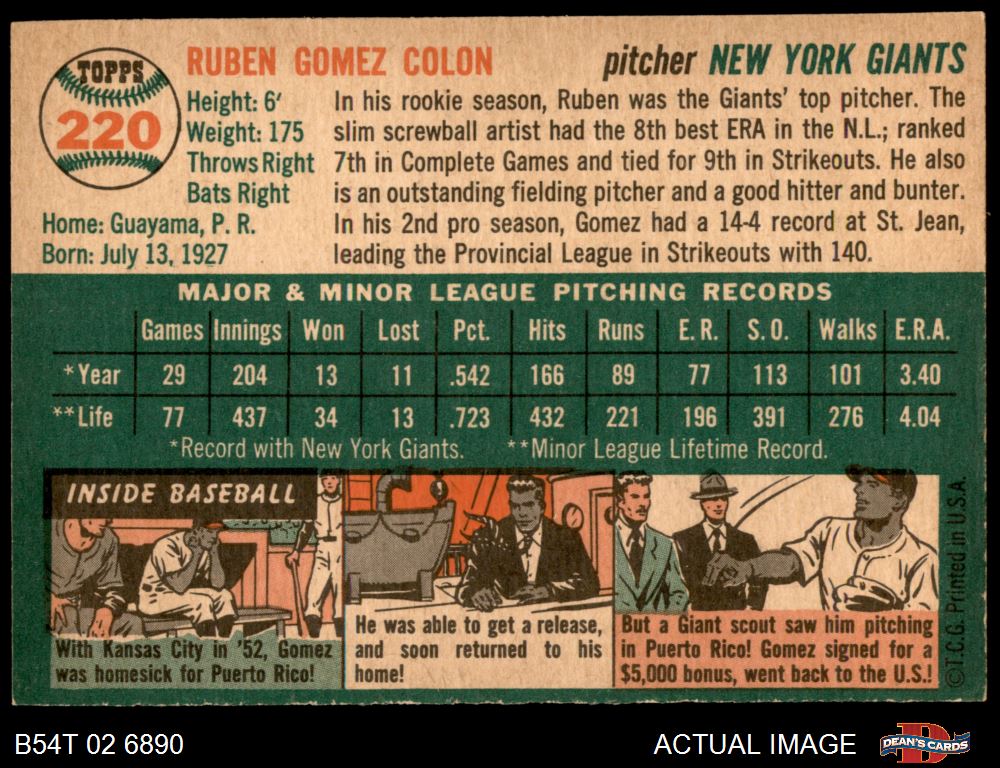 TOPPS
220
RUBEN GOMEZ COLON
pitcher NEW YORK GIANTS
Height: 6'
Weight: 175
Throws Right
Bats Right
Home: Guayama, P. R.
Born: July 13, 1927
In his rookie season, Ruben was the Giants' top pitcher. The
slim screwball artist had the 8th best ERA in the N.L.; ranked
7th in Complete Games and tied for 9th in Strikeouts. He also
is an outstanding fielding pitcher and a good hitter and bunter.
In his 2nd pro season, Gomez had a 14-4 record at St. Jean,
leading the Provincial League in Strikeouts with 140.
MAJOR & MINOR LEAGUE PITCHING RECORDS
Games Innings Won Lost Pct. Hits Runs E. R. S. O. Walks E.R.A.
*Year 29 204 13 11 .542 166 89 77 113 101 3.40
**Life 77 437 34 13 .723 432 221 196 391 276 4.04
*Record with New York Giants. **Minor League Lifetime Record.
INSIDE BASEBALL
With Kansas City in '52, Gomez
was homesick for Puerto Rico!
He was able to get a release,
and soon returned to his
home!
But a Giant scout saw him pitching
in Puerto Rico! Gomez signed for a
$5,000 bonus, went back to the U.S.!
©T.C.G. Printed in U.S.A.
B54T 02 6890
ACTUAL IMAGE
DEAN'S CARDS